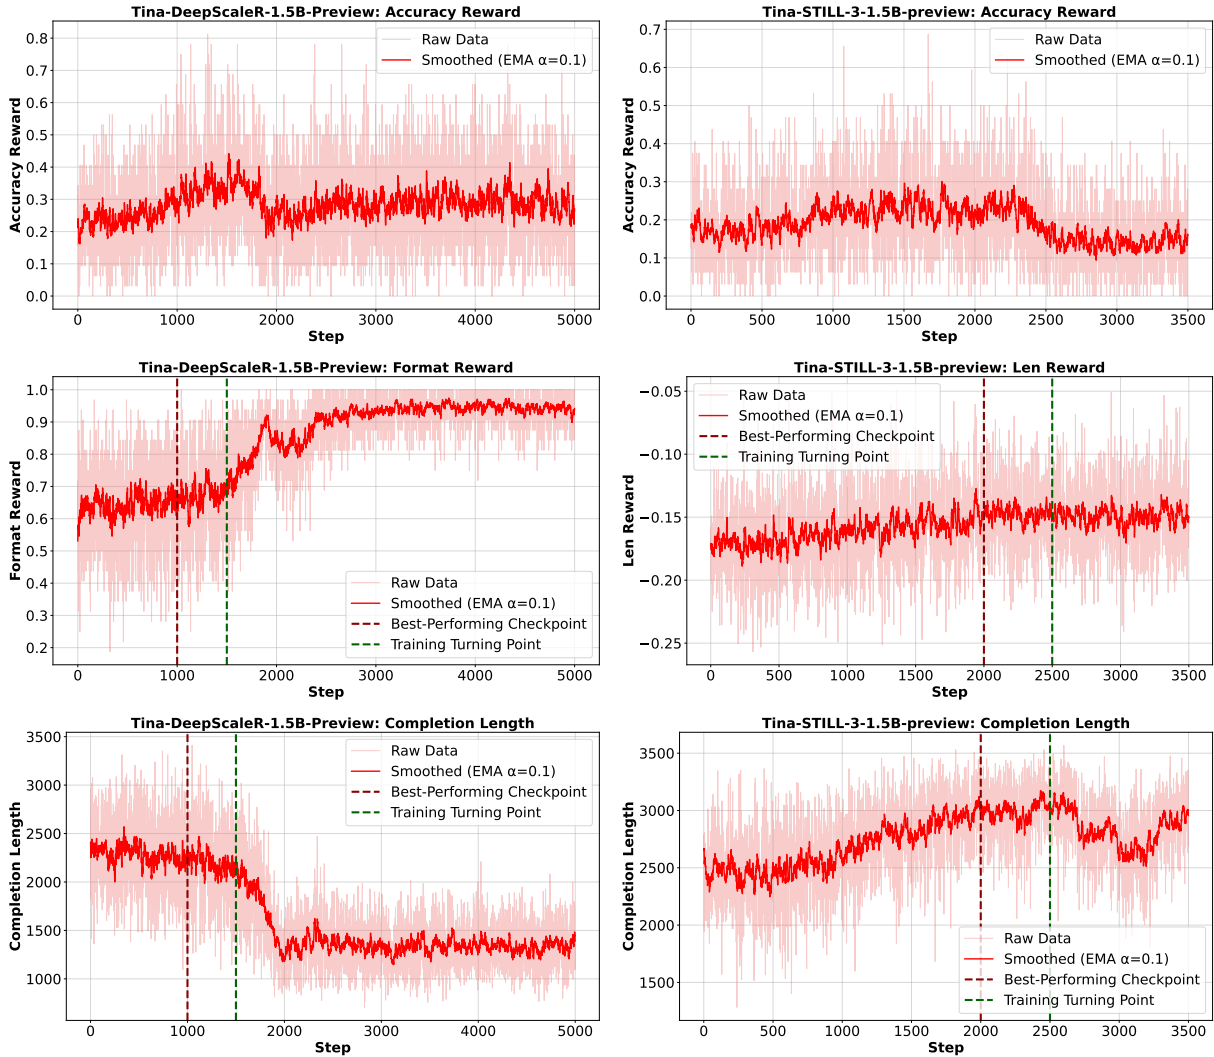 Tina-DeepScaleR-1.5B-Preview: Accuracy Reward
0.8
0.7
0.6
0.5
0.4
0.3
0.2
0.1
0.0
Accuracy Reward
Raw Data
Smoothed (EMA α=0.1)
0 1000 2000 3000 4000 5000
Step
Tina-STILL-3-1.5B-preview: Accuracy Reward
0.7
0.6
0.5
0.4
0.3
0.2
0.1
0.0
Accuracy Reward
Raw Data
Smoothed (EMA α=0.1)
0 500 1000 1500 2000 2500 3000 3500
Step
Tina-DeepScaleR-1.5B-Preview: Format Reward
1.0
0.9
0.8
0.7
0.6
0.5
0.4
0.3
0.2
Format Reward
Raw Data
Smoothed (EMA α=0.1)
Best-Performing Checkpoint
Training Turning Point
0 1000 2000 3000 4000 5000
Step
Tina-STILL-3-1.5B-preview: Len Reward
−0.05
−0.10
−0.15
−0.20
−0.25
Len Reward
Raw Data
Smoothed (EMA α=0.1)
Best-Performing Checkpoint
Training Turning Point
0 500 1000 1500 2000 2500 3000 3500
Step
Tina-DeepScaleR-1.5B-Preview: Completion Length
3500
3000
2500
2000
1500
1000
Completion Length
Raw Data
Smoothed (EMA α=0.1)
Best-Performing Checkpoint
Training Turning Point
0 1000 2000 3000 4000 5000
Step
Tina-STILL-3-1.5B-preview: Completion Length
3500
3000
2500
2000
1500
Completion Length
Raw Data
Smoothed (EMA α=0.1)
Best-Performing Checkpoint
Training Turning Point
0 500 1000 1500 2000 2500 3000 3500
Step